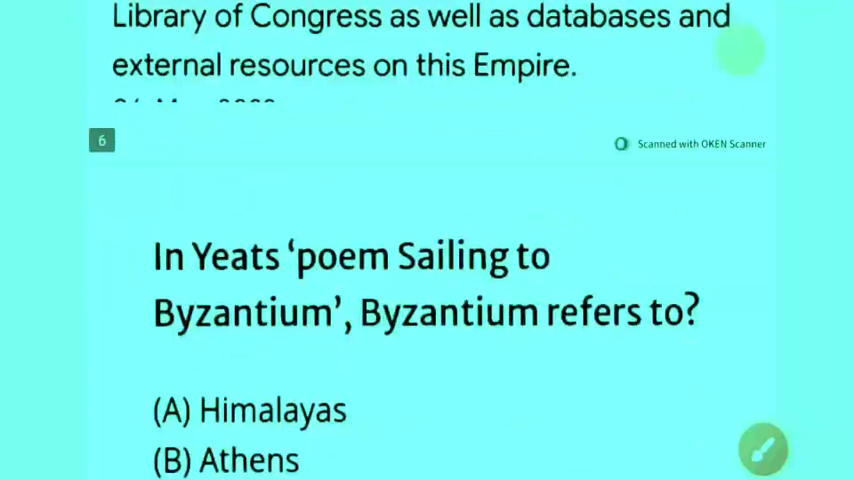 Library of Congress as well as databases and
external resources on this Empire.
6
Scanned with OKEN Scanner
In Yeats ‘poem Sailing to
Byzantium’, Byzantium refers to?
(A) Himalayas
(B) Athens